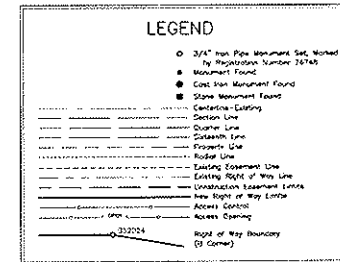 LEGEND
3/4" Iron Pipe Monument Set, Marked
by Registration Number 26748
Monument Found
Cast Iron Monument Found
Stone Monument Found
Centerline-Existing
Section Line
Quarter Line
Sixteenth Line
Property Line
Radial Line
Existing Easement Line
Existing Right of Way Line
Construction Easement Limits
New Right of Way Limits
Access Control
OPEN Access Opening
Right of Way Boundary
(B Corner)